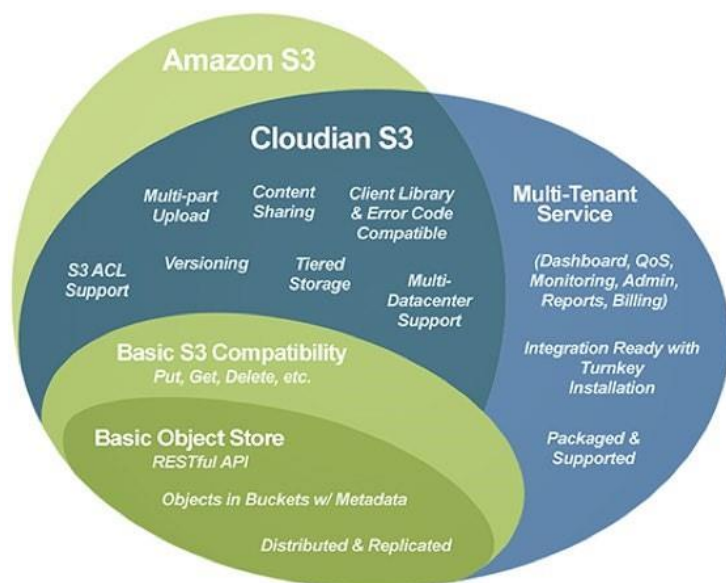 Amazon S3
Cloudian S3
Multi-part
Upload
Content
Sharing
Client Library
& Error Code
Compatible
S3 ACL
Support
Versioning
Tiered
Storage
Multi-
Datacenter
Support
Multi-Tenant
Service
(Dashboard, QoS,
Monitoring, Admin,
Reports, Billing)
Integration Ready with
Turnkey
Installation
Packaged &
Supported
Basic S3 Compatibility
Put, Get, Delete, etc.
Basic Object Store
RESTful API
Objects in Buckets w/ Metadata
Distributed & Replicated